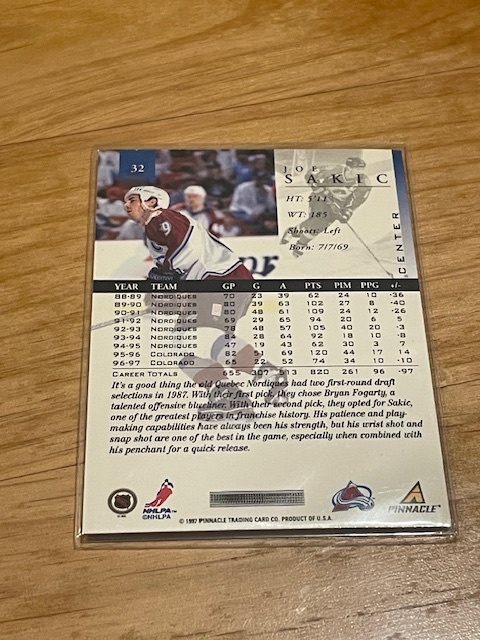 32
JOE
SAKIC
HT: 5'11
WT: 185
Shoots: Left
Born: 7/7/69
CENTER
9
YEAR TEAM GP G A PTS PIM PPG +/-
88-89 NORDIQUES 70 23 39 62 24 10 -36
89-90 NORDIQUES 80 39 63 102 27 8 -40
90-91 NORDIQUES 80 48 61 109 24 12 -26
91-92 NORDIQUES 69 29 65 94 20 6 5
92-93 NORDIQUES 78 48 57 105 40 20 -3
93-94 NORDIQUES 84 28 64 92 18 10 -8
94-95 NORDIQUES 47 19 43 62 30 3 7
95-96 COLORADO 82 51 69 120 44 17 14
96-97 COLORADO 65 22 52 74 34 10 -10
CAREER TOTALS 655 307 513 820 261 96 -97
It's a good thing the old Quebec Nordiques had two first-round draft
selections in 1987. With their first pick, they chose Bryan Fogarty, a
talented offensive blueliner. With their second pick, they opted for Sakic,
one of the greatest players in franchise history. His patience and play-
making capabilities have always been his strength, but his wrist shot and
snap shot are one of the best in the game, especially when combined with
his penchant for a quick release.
NHLPA™
©NHLPA
PINNACLE
© 1997 PINNACLE TRADING CARD CO. PRODUCT OF U.S.A.